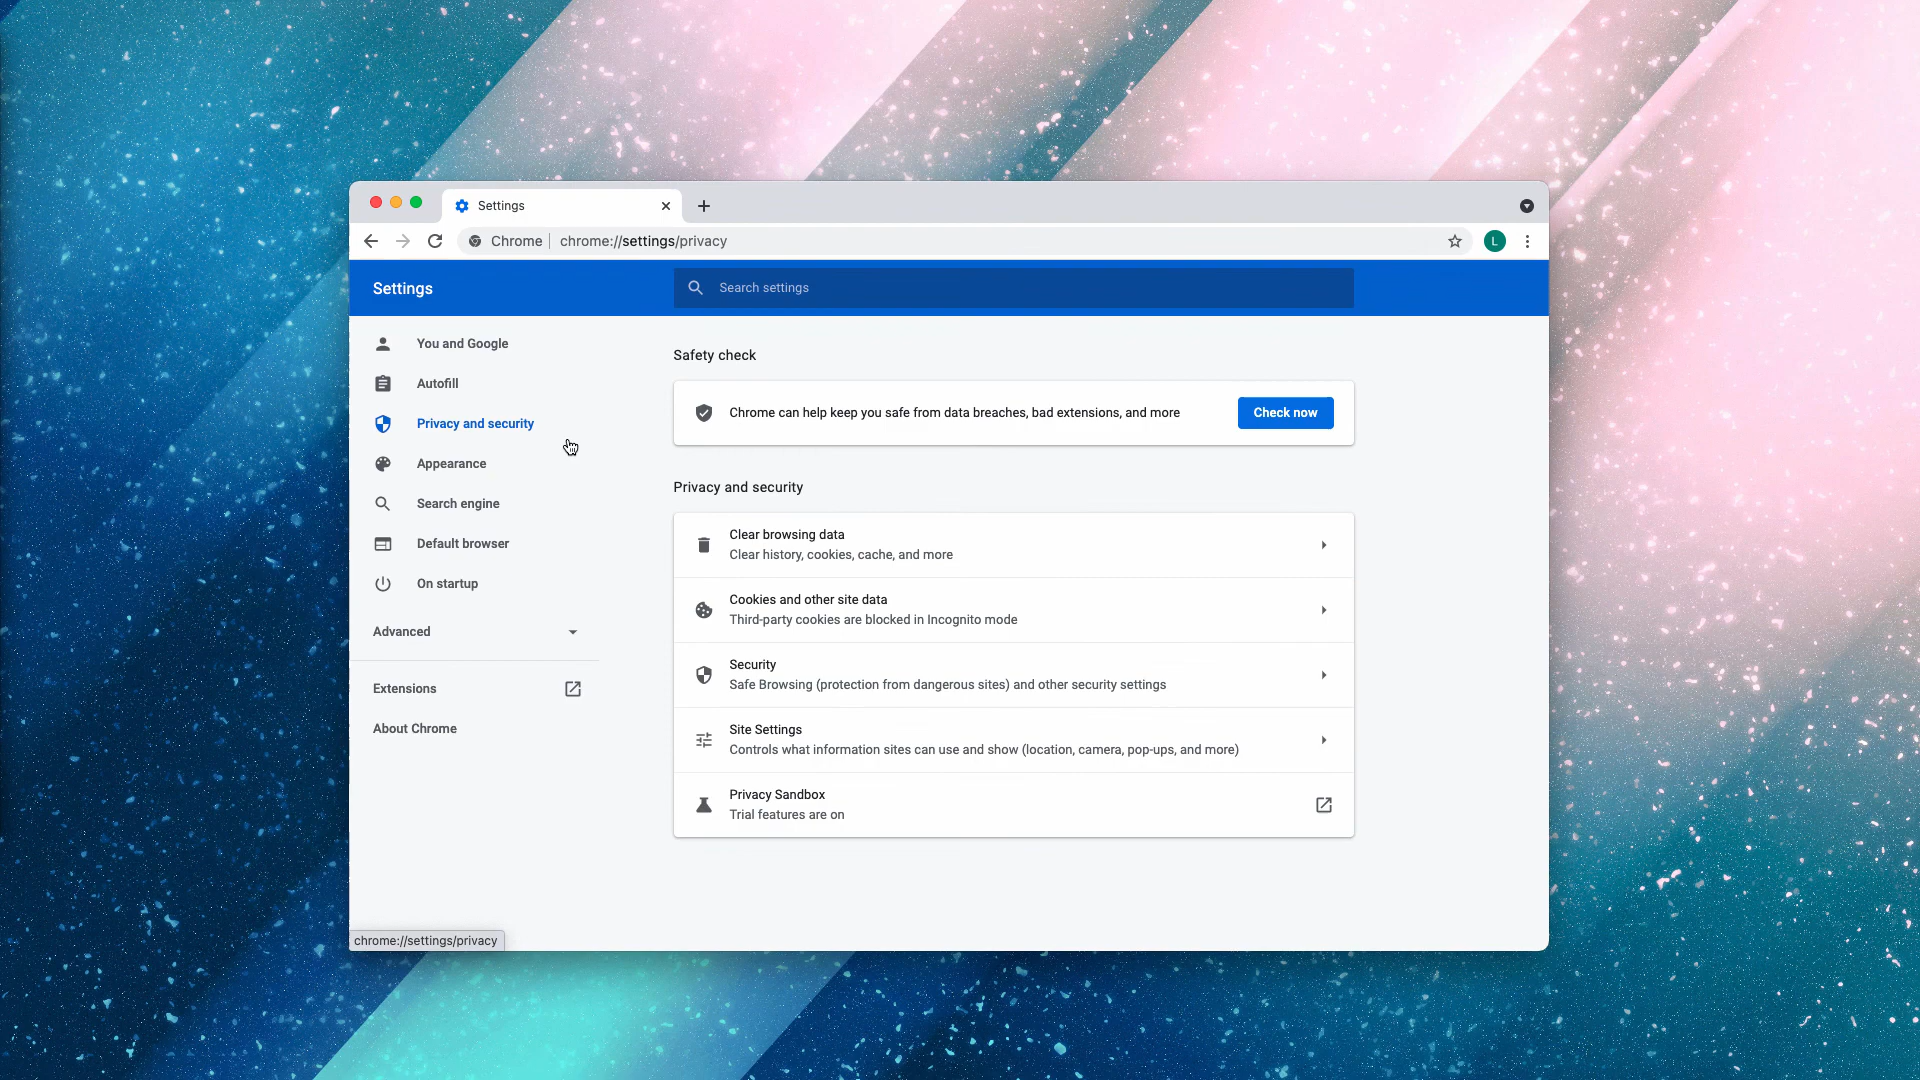 Settings
Chrome
chrome://settings/privacy
L
Settings
Search settings
You and Google
Autofill
Privacy and security
Appearance
Search engine
Default browser
On startup
Advanced
Extensions
About Chrome
Safety check
Chrome can help keep you safe from data breaches, bad extensions, and more
Check now
Privacy and security
Clear browsing data
Clear history, cookies, cache, and more
Cookies and other site data
Third-party cookies are blocked in Incognito mode
Security
Safe Browsing (protection from dangerous sites) and other security settings
Site Settings
Controls what information sites can use and show (location, camera, pop-ups, and more)
Privacy Sandbox
Trial features are on
chrome://settings/privacy